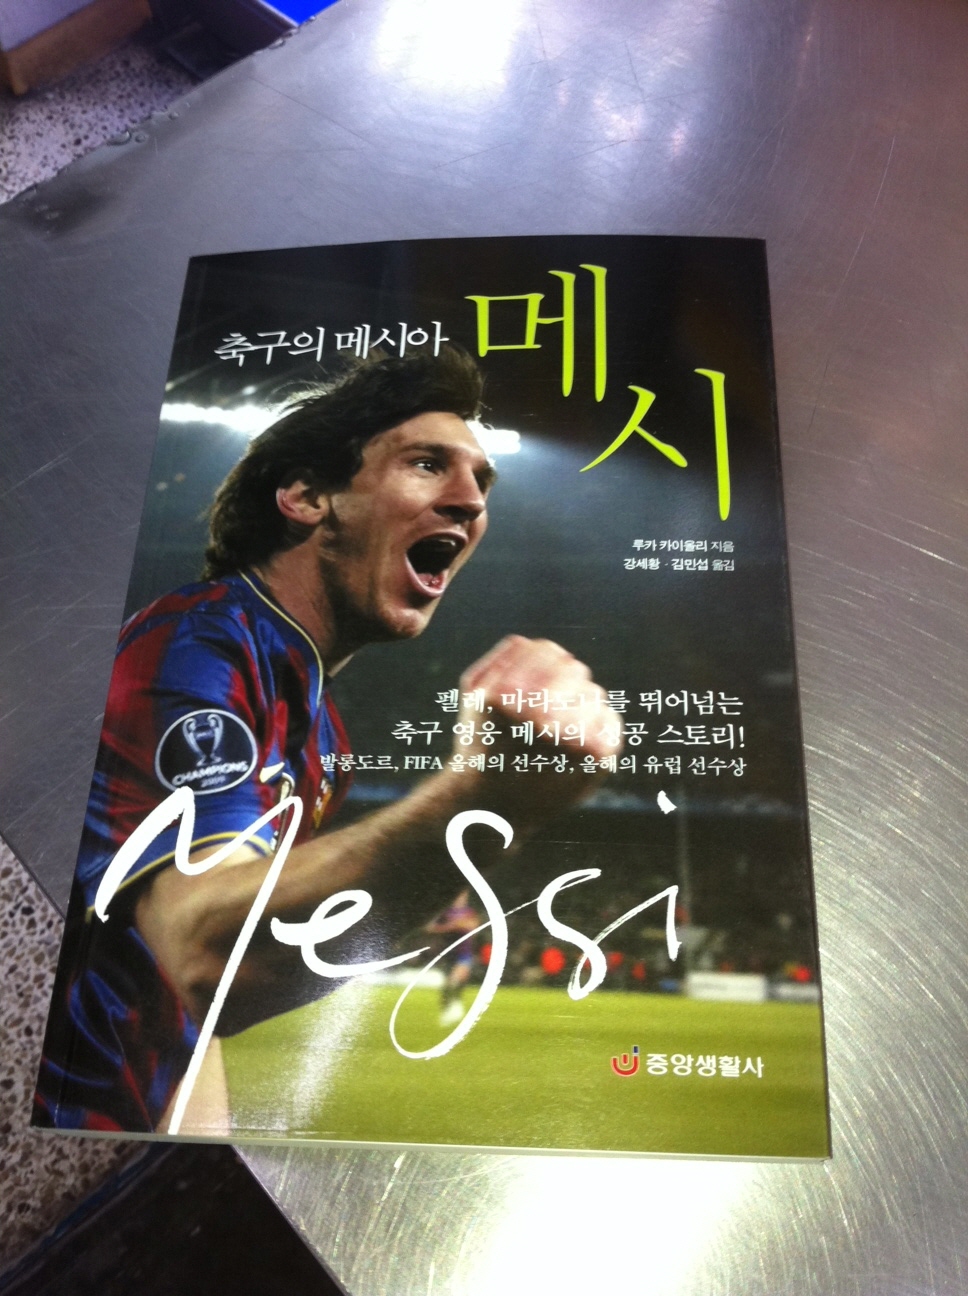 축구의 메시아
메시
루카 카이올리 지음
강세황 · 김민섭 옮김
펠레, 마라도나를 뛰어넘는
축구 영웅 메시의 성공 스토리!
발롱도르, FIFA 올해의 선수상, 올해의 유럽 선수상
CHAMPIONS
2009
Messi
중앙생활사